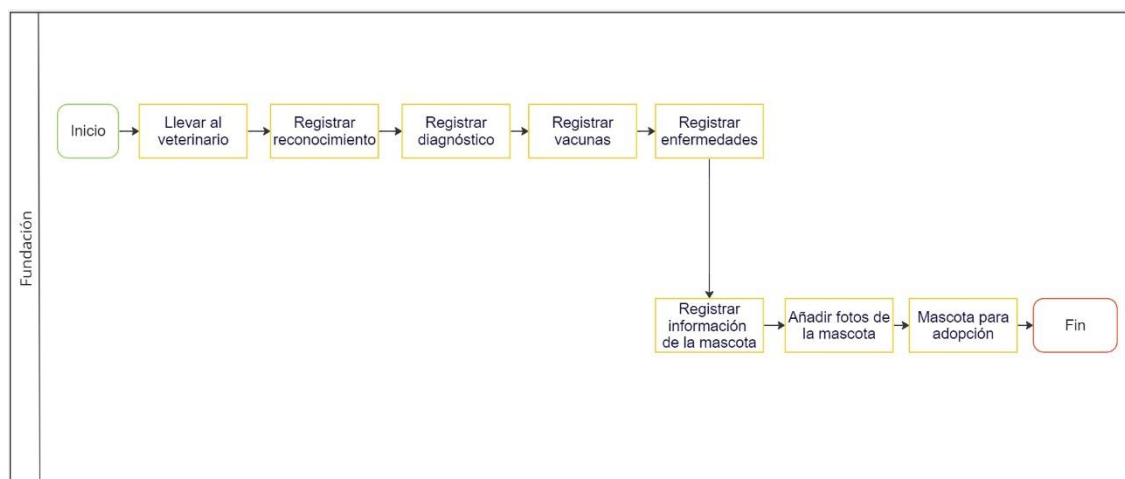 Fundación
Inicio
Llevar al
veterinario
Registrar
reconocimiento
Registrar
diagnóstico
Registrar
vacunas
Registrar
enfermedades
Registrar
información
de la mascota
Añadir fotos de
la mascota
Mascota para
adopción
Fin